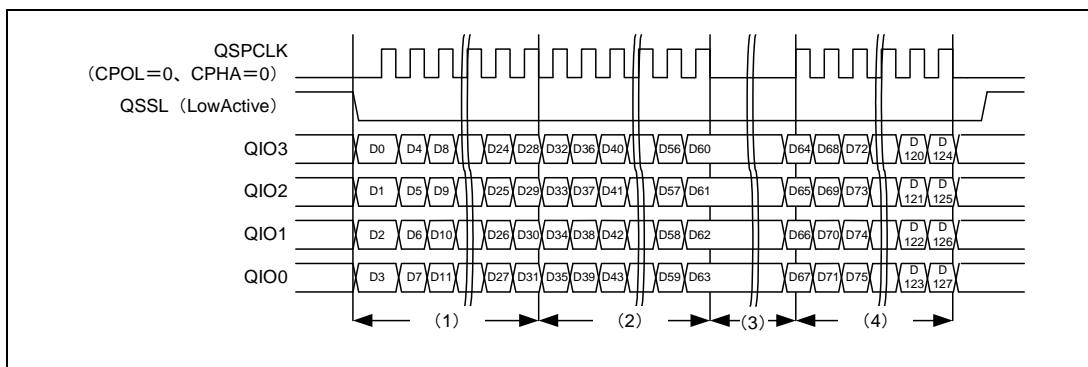 QSPCLK
（CPOL＝0、CPHA＝0）
QSSL（LowActive）
QIO3 D0 D4 D8 D24 D28 D32 D36 D40 D56 D60 D64 D68 D72 D 120 D 124
QIO2 D1 D5 D9 D25 D29 D33 D37 D41 D57 D61 D65 D69 D73 D 121 D 125
QIO1 D2 D6 D10 D26 D30 D34 D38 D42 D58 D62 D66 D70 D74 D 122 D 126
QIO0 D3 D7 D11 D27 D31 D35 D39 D43 D59 D63 D67 D71 D75 D 123 D 127
（1） （2） （3） （4）